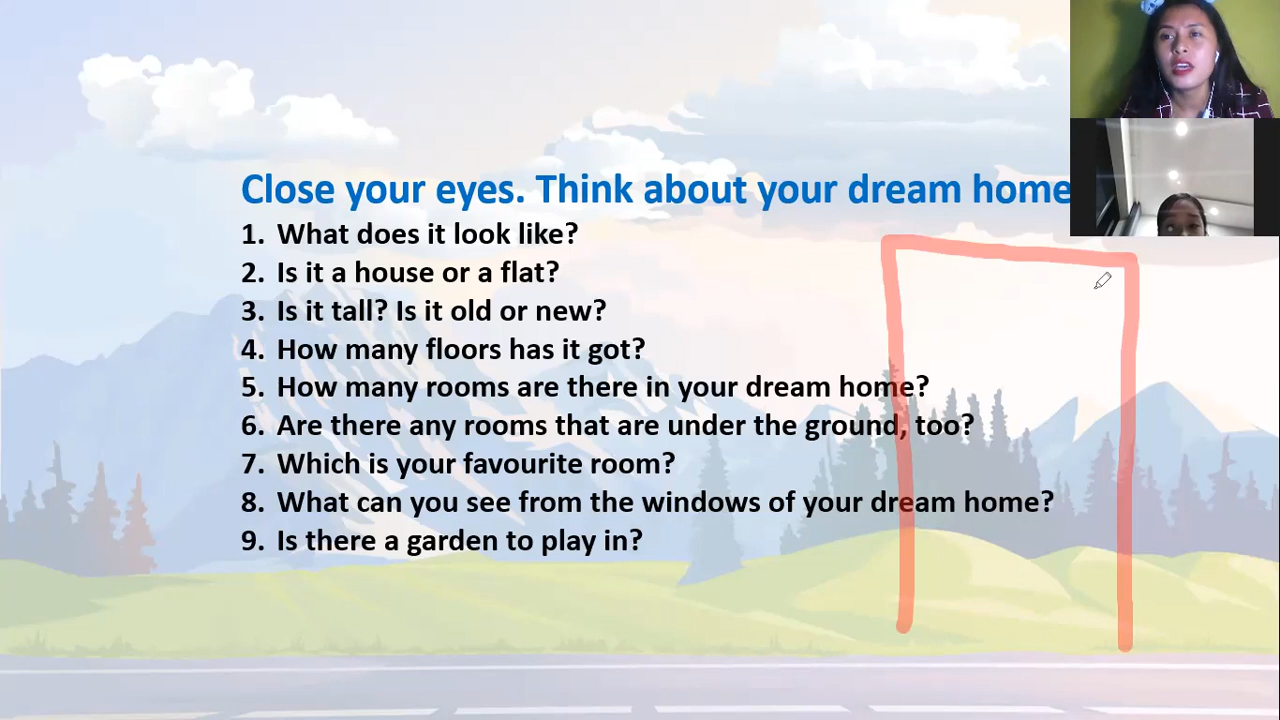 Close your eyes. Think about your dream home
1. What does it look like?
2. Is it a house or a flat?
3. Is it tall? Is it old or new?
4. How many floors has it got?
5. How many rooms are there in your dream home?
6. Are there any rooms that are under the ground, too?
7. Which is your favourite room?
8. What can you see from the windows of your dream home?
9. Is there a garden to play in?